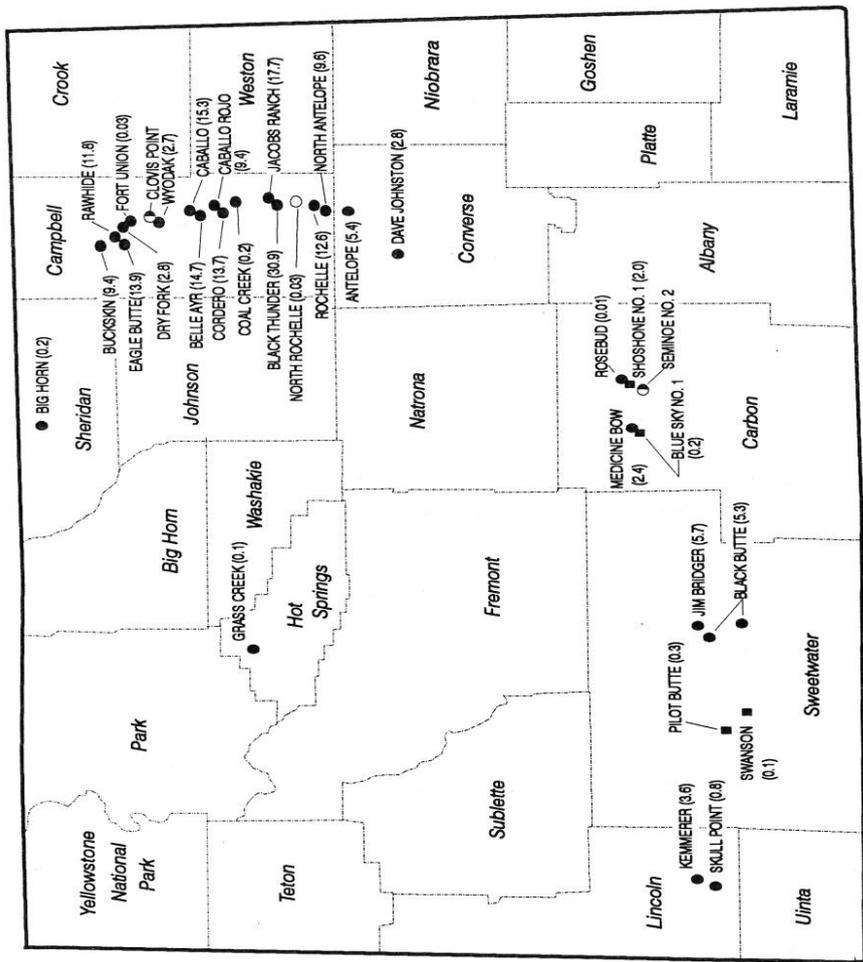 Yellowstone
National
Park
Park
Big Horn
Sheridan
BIG HORN (0.2)
Campbell
Crook
BUCKSKIN (9.4)
RAWHIDE (11.8)
EAGLE BUTTE(13.9)
FORT UNION (0.03)
DRY FORK (2.8)
CLOVIS POINT
WYODAK (2.7)
Teton
GRASS CREEK (0.1)
Hot
Springs
Washakie
Johnson
Weston
BELLE AYR (14.7)
CABALLO (15.3)
CORDERO (13.7)
CABALLO ROJO
(9.4)
COAL CREEK (0.2)
BLACK THUNDER (30.9)
JACOBS RANCH (17.7)
NORTH ROCHELLE (0.03)
ROCHELLE (12.6)
NORTH ANTELOPE (9.6)
ANTELOPE (5.4)
Sublette
Fremont
Natrona
DAVE JOHNSTON (2.8)
Converse
Niobrara
Lincoln
KEMMERER (3.6)
SKULL POINT (0.8)
PILOT BUTTE (0.3)
SWANSON
(0.1)
JIM BRIDGER (5.7)
BLACK BUTTE (5.3)
MEDICINE BOW
(2.4)
BLUE SKY NO. 1
(0.2)
ROSEBUD (0.01)
SHOSHONE NO. 1 (2.0)
SEMINOE NO. 2
Albany
Platte
Goshen
Uinta
Sweetwater
Carbon
Laramie